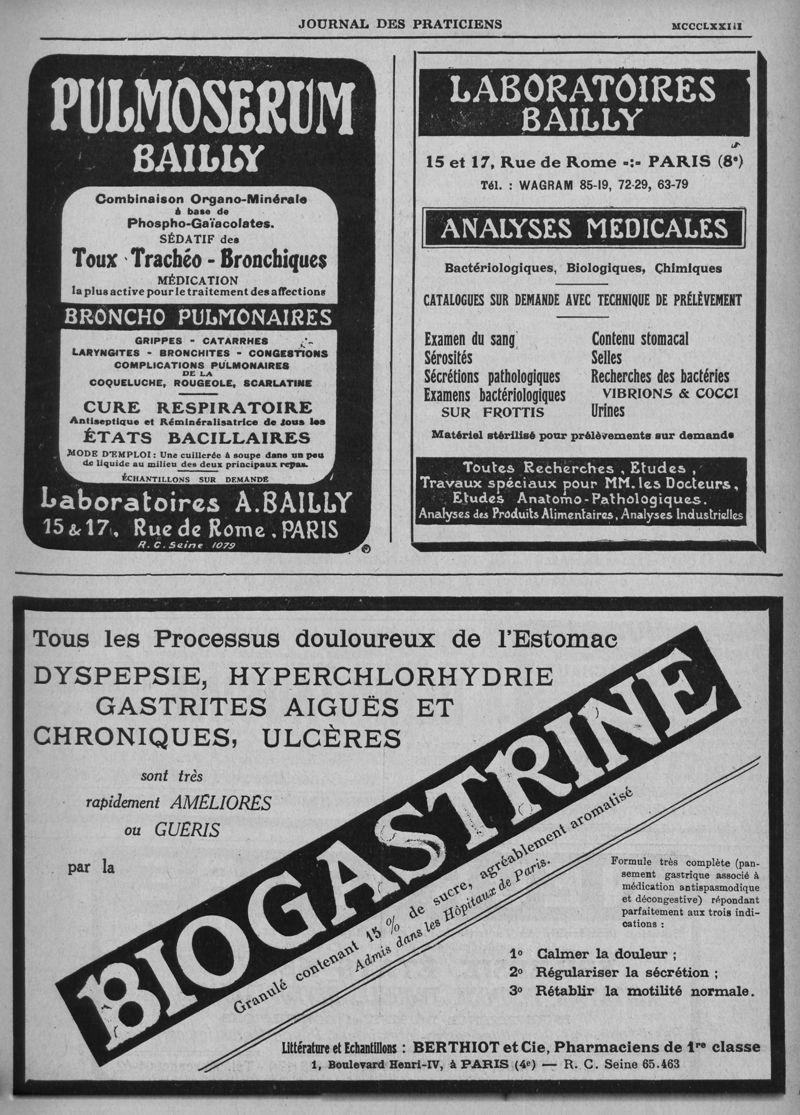 JOURNAL DES PRATICIENS
MCCCLXXIII
PULMOSERUM
BAILLY
Combinaison Organo-Minérale
à base de
Phospho-Gaïacolates.
SÉDATIF des
Toux Trachéo-Bronchiques
MÉDICATION
la plus active pour le traitement des affections
BRONCHO PULMONAIRES
GRIPPES - CATARRHES
LARYNGITES - BRONCHITES - CONGESTIONS
COMPLICATIONS PULMONAIRES
DE LA
COQUELUCHE, ROUGEOLE, SCARLATINE
CURE RESPIRATOIRE
Antiseptique et Réminéralisatrice de tous les
ÉTATS BACILLAIRES
MODE D'EMPLOI : Une cuillerée à soupe dans un peu
de liquide au milieu des deux principaux repas.
ÉCHANTILLONS SUR DEMANDE
Laboratoires A. BAILLY
15 & 17, Rue de Rome, PARIS
R. C. Seine 1079
LABORATOIRES
BAILLY
15 et 17, Rue de Rome -:- PARIS (8e)
Tél. : WAGRAM 85-19, 72-29, 63-79
ANALYSES MEDICALES
Bactériologiques, Biologiques, Chimiques
CATALOGUES SUR DEMANDE AVEC TECHNIQUE DE PRÉLÈVEMENT
Examen du sang
Sérosités
Sécrétions pathologiques
Examens bactériologiques
SUR FROTTIS
Contenu stomacal
Selles
Recherches des bactéries
VIBRIONS & COCCI
Urines
Matériel stérilisé pour prélèvements sur demande
Toutes Recherches, Etudes,
Travaux spéciaux pour MM. les Docteurs,
Etudes Anatomo-Pathologiques.
Analyses des Produits Alimentaires, Analyses Industrielles
Tous les Processus douloureux de l'Estomac
DYSPEPSIE, HYPERCHLORHYDRIE
GASTRITES AIGUËS ET
CHRONIQUES, ULCÈRES
sont très
rapidement AMÉLIORÉS
ou GUÉRIS
par la
BIOGASTRINE
Granulé contenant 15 % de sucre, agréablement aromatisé
Admis dans les Hôpitaux de Paris.
Formule très complète (pan-
sement gastrique associé à
médication antispasmodique
et décongestive) répondant
parfaitement aux trois indi-
cations :
1o Calmer la douleur ;
2o Régulariser la sécrétion ;
3o Rétablir la motilité normale.
Littérature et Echantillons : BERTHIOT et Cie, Pharmaciens de 1re classe
1, Boulevard Henri-IV, à PARIS (4e) — R. C. Seine 65.463